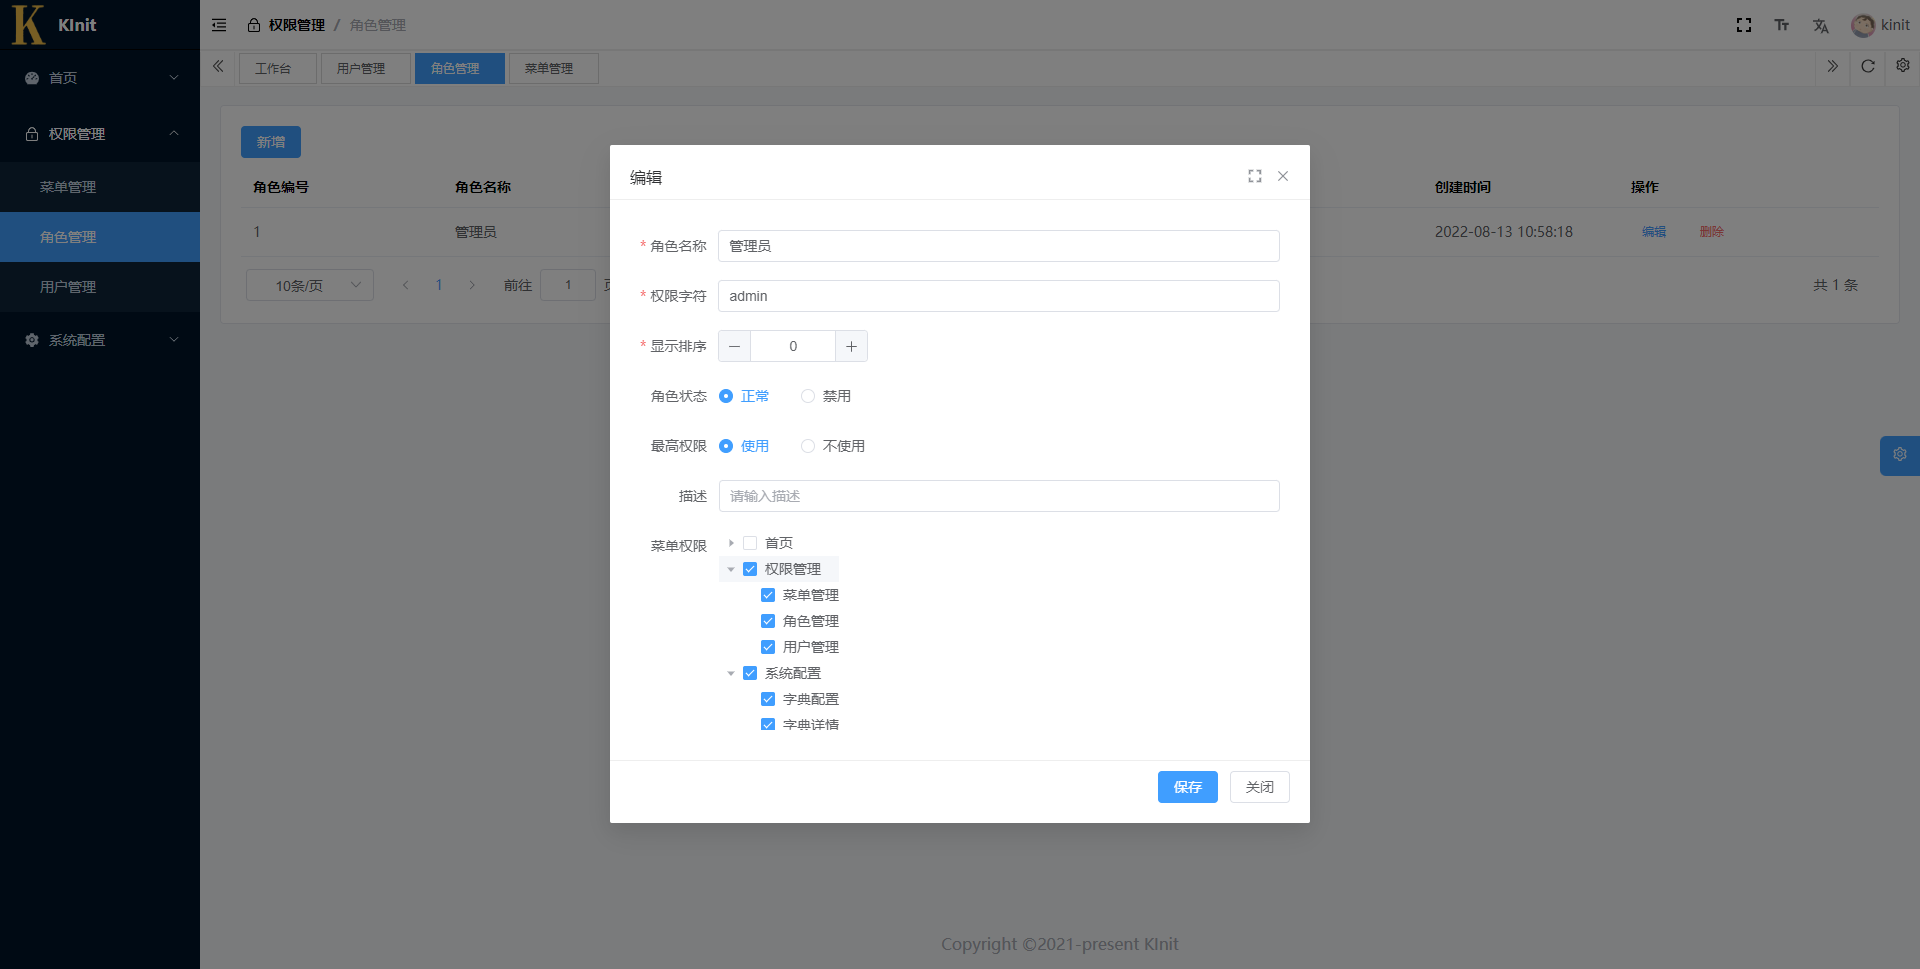 KInit
权限管理 / 角色管理
kinit
首页
权限管理
菜单管理
角色管理
用户管理
系统配置
工作台
用户管理
角色管理
菜单管理
新增
角色编号 角色名称 创建时间 操作
1 管理员 2022-08-13 10:58:18 编辑 删除
10条/页 1 前往 1 共 1 条
编辑
* 角色名称 管理员
* 权限字符 admin
* 显示排序 0
角色状态 正常 禁用
最高权限 使用 不使用
描述 请输入描述
菜单权限 首页
权限管理
菜单管理
角色管理
用户管理
系统配置
字典配置
字典详情
保存 关闭
Copyright ©2021-present KInit